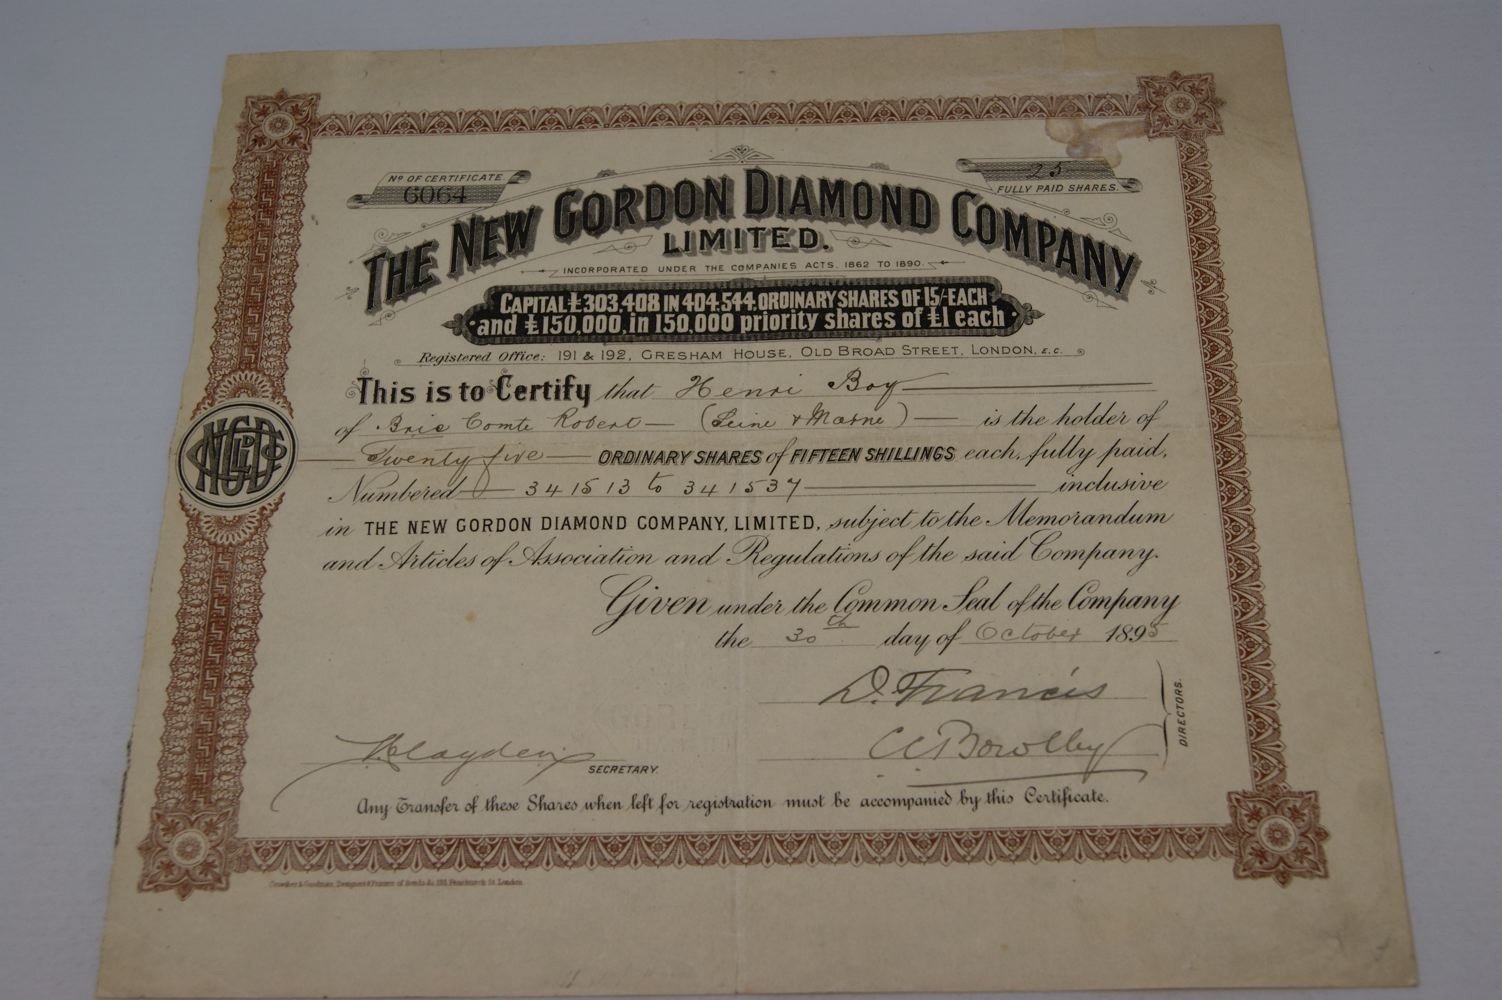 No. OF CERTIFICATE
6064
25
FULLY PAID SHARES.
THE NEW GORDON DIAMOND COMPANY
LIMITED.
INCORPORATED UNDER THE COMPANIES ACTS. 1862 TO 1890.
CAPITAL £303,408 IN 404,544, ORDINARY SHARES OF 15/- EACH
and £150,000, in 150,000 priority shares of £1 each
Registered Office: 191 & 192, GRESHAM HOUSE, OLD BROAD STREET, LONDON, E.C.
This is to Certify that Henri Boy
of Brie Comte Robert (Seine & Marne) is the holder of
Twenty five ORDINARY SHARES of FIFTEEN SHILLINGS each, fully paid,
Numbered 341513 to 341537 inclusive
in THE NEW GORDON DIAMOND COMPANY, LIMITED, subject to the Memorandum
and Articles of Association and Regulations of the said Company.
Given under the Common Seal of the Company
the 30th day of October 1895
D. Francis
DIRECTORS.
SECRETARY.
Any Transfer of these Shares when left for registration must be accompanied by this Certificate.